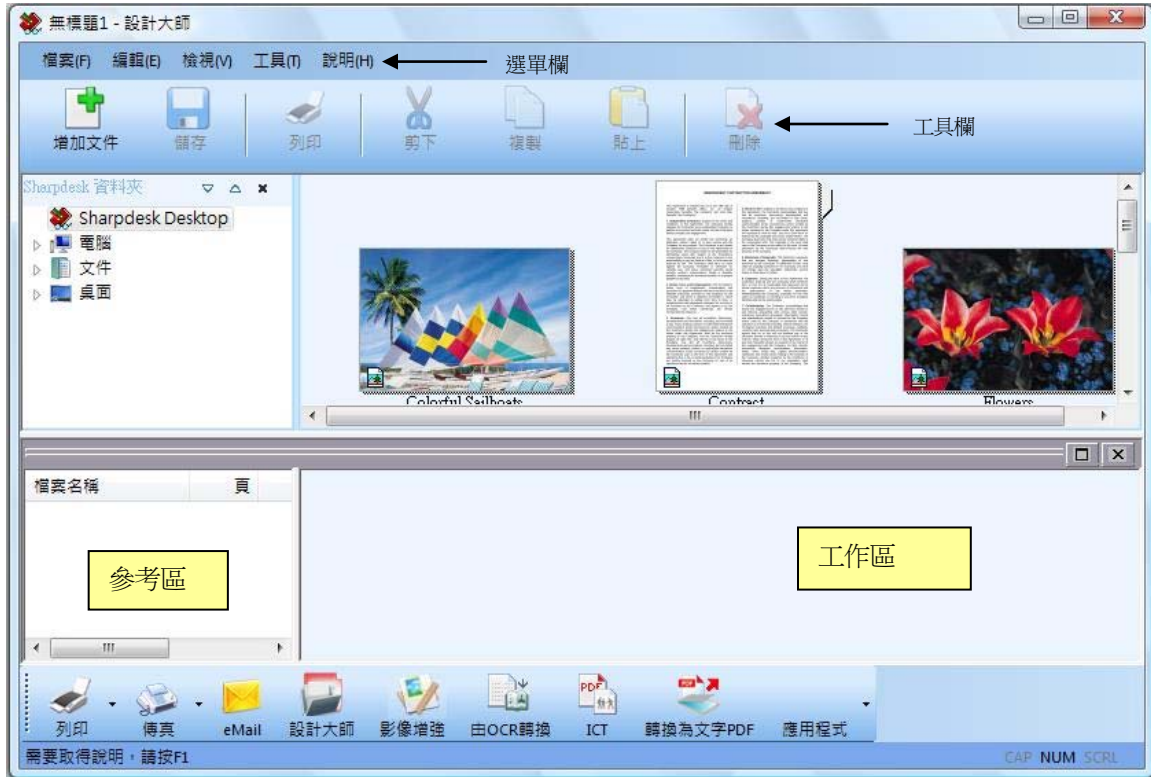 無標題1 - 設計大師
檔案(F) 編輯(E) 檢視(V) 工具(T) 說明(H) 選單欄
增加文件 儲存 列印 剪下 複製 貼上 刪除 工具欄
Sharpdesk 資料夾
Sharpdesk Desktop
電腦
文件
桌面
Colorful Sailboats Contract Flowers
檔案名稱 頁
參考區 工作區
列印 傳真 eMail 設計大師 影像增強 由OCR轉換 ICT 轉換為文字PDF 應用程式
需要取得說明，請按F1 CAP NUM SCRL